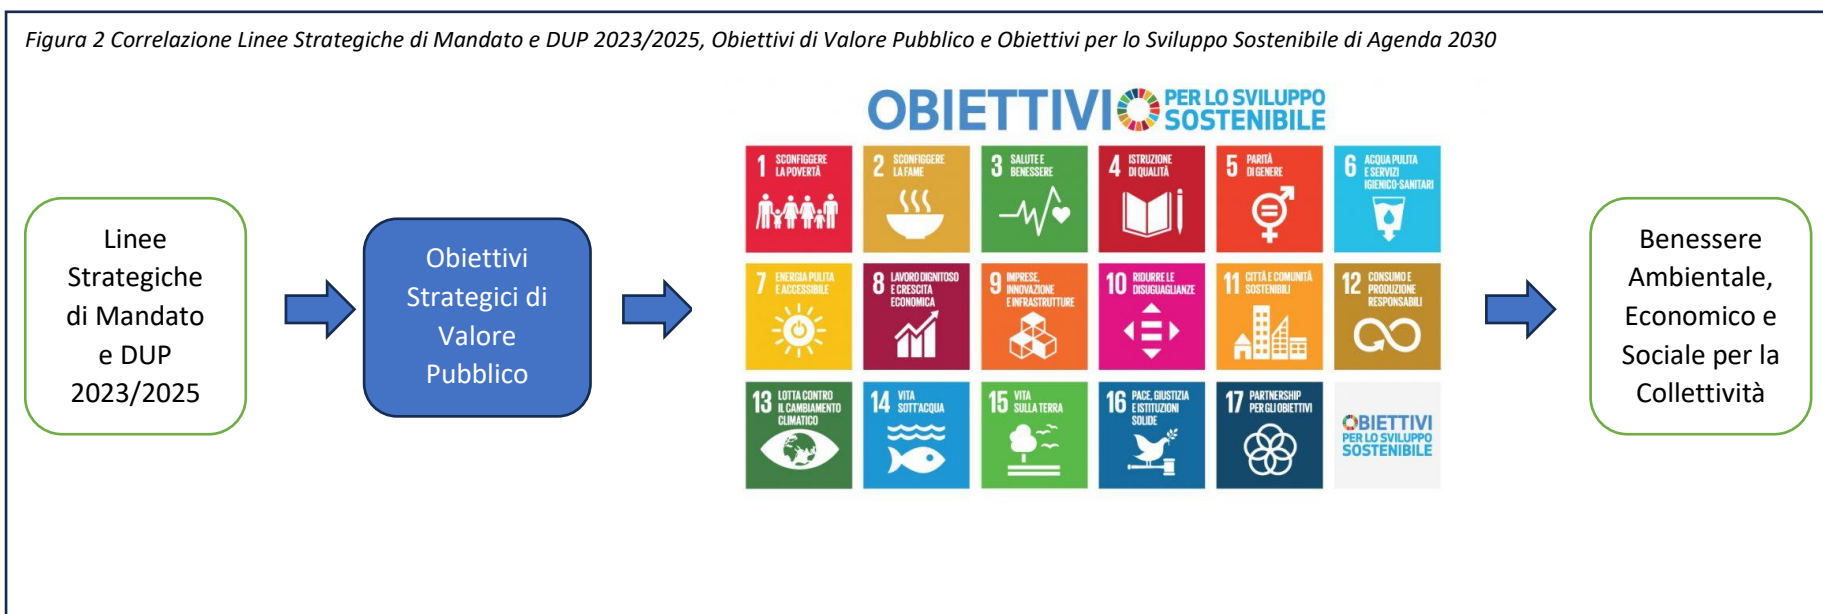 Figura 2 Correlazione Linee Strategiche di Mandato e DUP 2023/2025, Obiettivi di Valore Pubblico e Obiettivi per lo Sviluppo Sostenibile di Agenda 2030
OBIETTIVI PER LO SVILUPPO
SOSTENIBILE
Linee
Strategiche
di Mandato
e DUP
2023/2025
Obiettivi
Strategici di
Valore
Pubblico
1 SCONFIGGERE
LA POVERTÀ
2 SCONFIGGERE
LA FAME
3 SALUTE E
BENESSERE
4 ISTRUZIONE
DI QUALITÀ
5 PARITÀ
DI GENERE
6 ACQUA PULITA
E SERVIZI
IGIENICO-SANITARI
7 ENERGIA PULITA
E ACCESSIBILE
8 LAVORO DIGNITOSO
E CRESCITA
ECONOMICA
9 IMPRESE,
INNOVAZIONE
E INFRASTRUTTURE
10 RIDURRE LE
DISUGUAGLIANZE
11 CITTÀ E COMUNITÀ
SOSTENIBILI
12 CONSUMO E
PRODUZIONE
RESPONSABILI
13 LOTTA CONTRO
IL CAMBIAMENTO
CLIMATICO
14 VITA
SOTT'ACQUA
15 VITA
SULLA TERRA
16 PACE, GIUSTIZIA
E ISTITUZIONI
SOLIDE
17 PARTNERSHIP
PER GLI OBIETTIVI
OBIETTIVI
PER LO SVILUPPO
SOSTENIBILE
Benessere
Ambientale,
Economico e
Sociale per la
Collettività